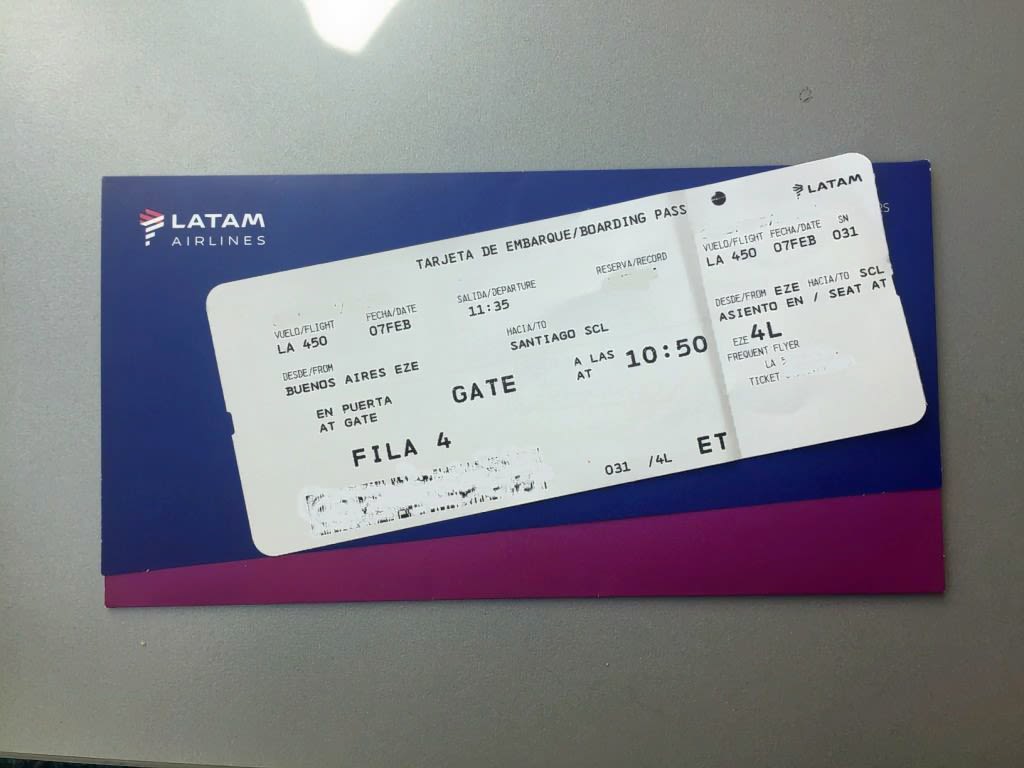 LATAM
AIRLINES
TARJETA DE EMBARQUE/BOARDING PASS
VUELO/FLIGHT FECHA/DATE SALIDA/DEPARTURE RESERVA/RECORD
LA 450 07FEB 11:35
DESDE/FROM HACIA/TO
BUENOS AIRES EZE SANTIAGO SCL
EN PUERTA GATE A LAS 10:50
AT GATE AT
FILA 4
031 /4L ET
LATAM
VUELO/FLIGHT FECHA/DATE SN
LA 450 07FEB 031
DESDE/FROM EZE HACIA/TO SCL
ASIENTO EN / SEAT AT
EZE 4L
FREQUENT FLYER
LA 5
TICKET